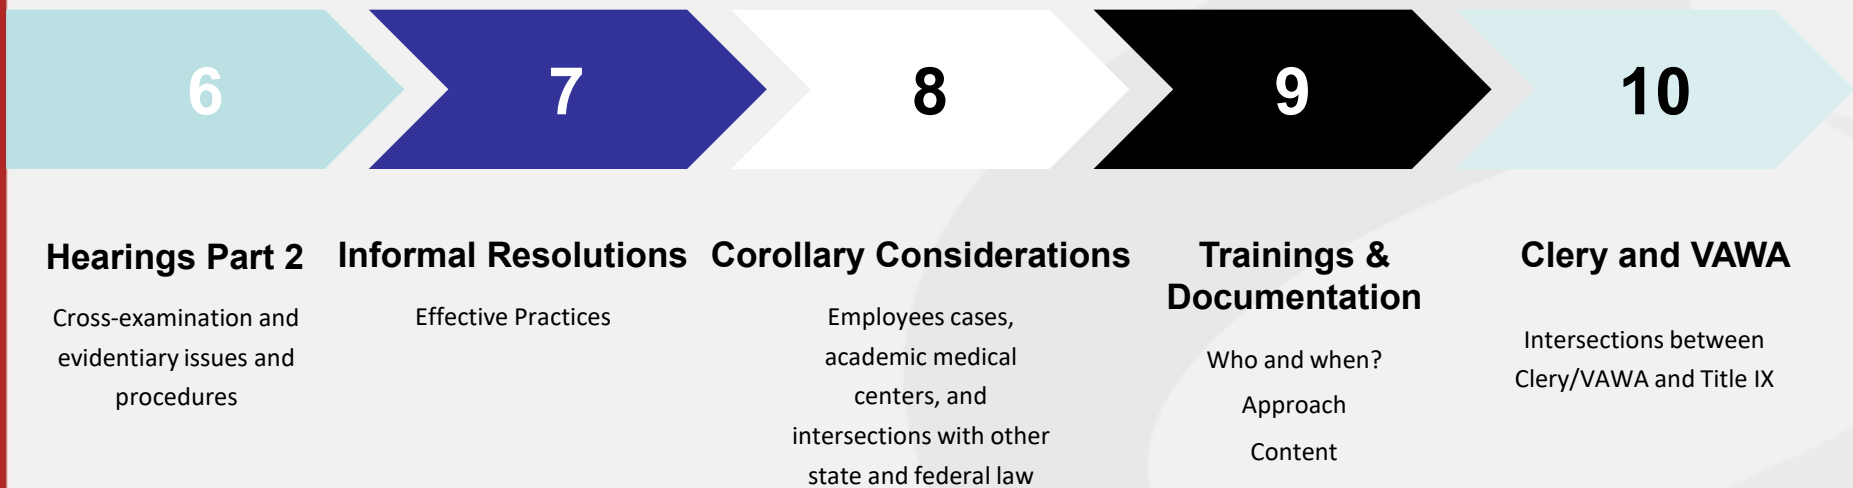 6
7
8
9
10
Hearings Part 2
Cross-examination and
evidentiary issues and
procedures
Informal Resolutions
Effective Practices
Corollary Considerations
Employees cases,
academic medical
centers, and
intersections with other
state and federal law
Trainings &
Documentation
Who and when?
Approach
Content
Clery and VAWA
Intersections between
Clery/VAWA and Title IX